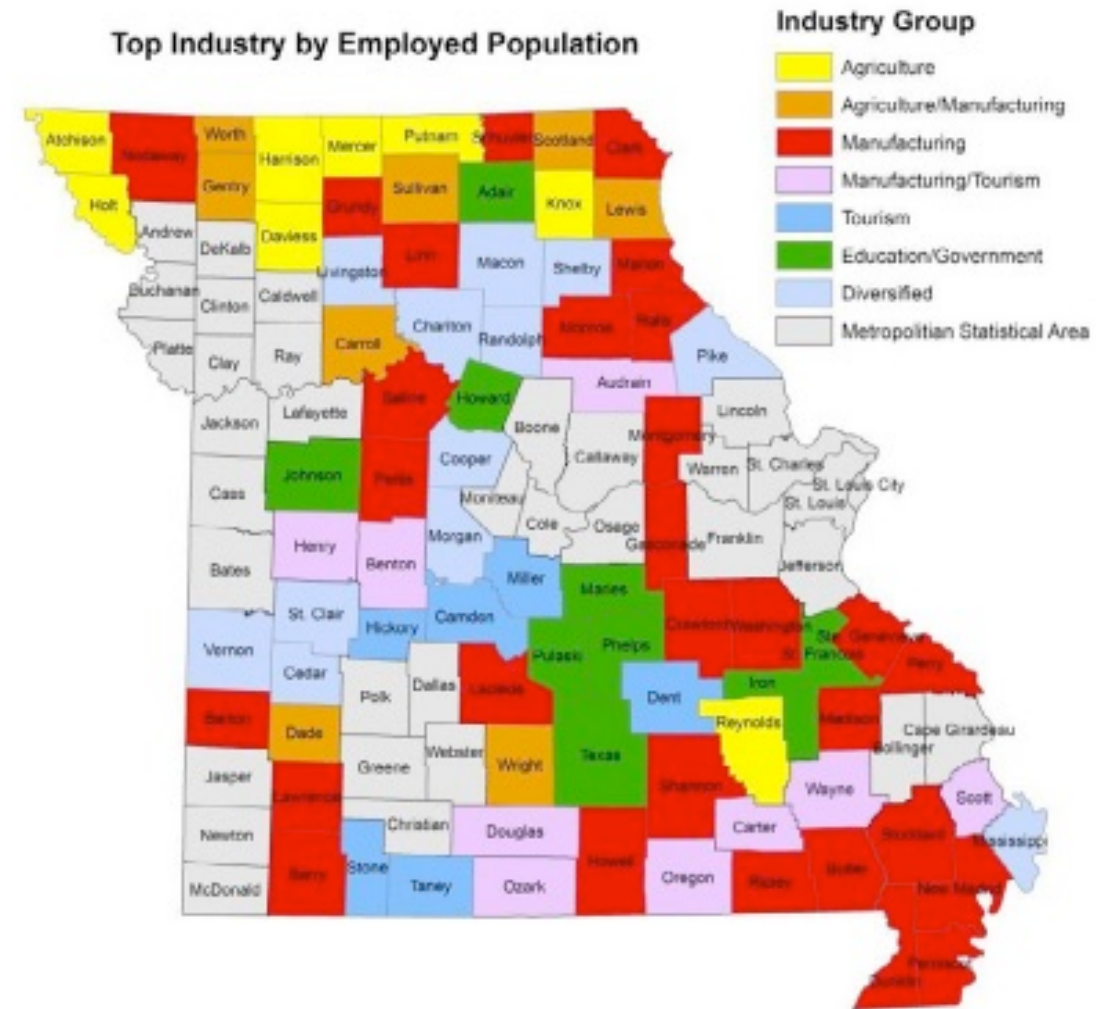 Top Industry by Employed Population
Industry Group
Agriculture
Agriculture/Manufacturing
Manufacturing
Manufacturing/Tourism
Tourism
Education/Government
Diversified
Metropolitian Statistical Area
Atchison
Nodaway
Worth
Harrison
Mercer
Putnam
Schuyler
Scotland
Clark
Gentry
Holt
Grundy
Sullivan
Adair
Knox
Lewis
Andrew
DeKalb
Daviess
Livingston
Linn
Macon
Shelby
Marion
Buchanan
Clinton
Caldwell
Chariton
Randolph
Monroe
Ralls
Pike
Platte
Clay
Ray
Carroll
Audrain
Jackson
Lafayette
Saline
Howard
Boone
Callaway
Montgomery
Lincoln
Cass
Johnson
Pettis
Cooper
Moniteau
Cole
Osage
Gasconade
Warren
St. Charles
St. Louis City
St. Louis
Franklin
Jefferson
Bates
Henry
Benton
Morgan
Miller
Maries
St. Clair
Hickory
Camden
Pulaski
Phelps
Crawford
Washington
Ste. Genevieve
St. Francois
Perry
Vernon
Cedar
Polk
Dallas
Laclede
Dent
Iron
Reynolds
Madison
Bollinger
Cape Girardeau
Barton
Dade
Greene
Webster
Wright
Texas
Shannon
Wayne
Scott
Jasper
Lawrence
Christian
Douglas
Carter
Stoddard
Mississippi
Newton
Stone
Taney
Ozark
Howell
Oregon
Ripley
Butler
New Madrid
McDonald
Barry
Pemiscot
Dunklin